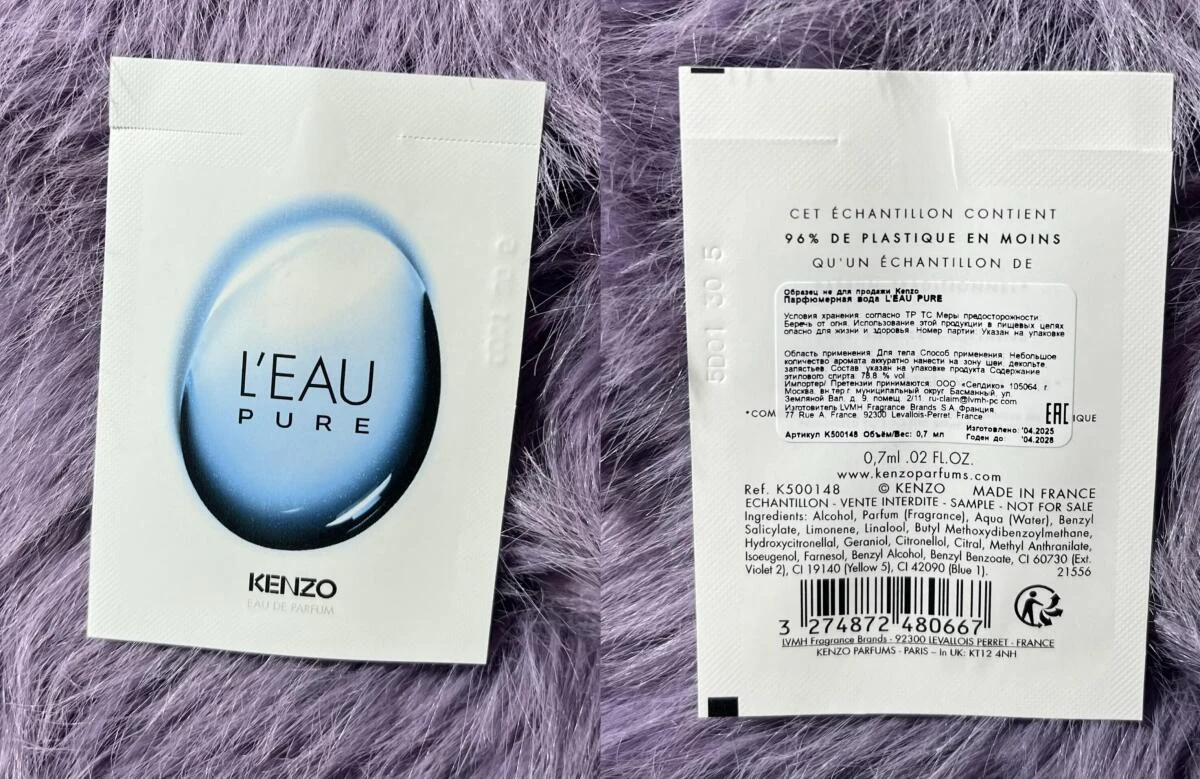 L'EAU
PURE
KENZO
EAU DE PARFUM
5D01 30 5
CET ÉCHANTILLON CONTIENT
96% DE PLASTIQUE EN MOINS
QU'UN ÉCHANTILLON DE
Образец не для продажи Kenzo
Парфюмерная вода L'EAU PURE
Условия хранения: согласно ТР ТС Меры предосторожности:
Беречь от огня. Использование этой продукции в пищевых целях
опасно для жизни и здоровья. Номер партии: Указан на упаковке
Область применения: Для тела Способ применения: Небольшое
количество аромата аккуратно нанести на зону шеи, декольте,
запястьев. Состав: указан на упаковке продукта Содержание
этилового спирта: 78.8 % vol
Импортер/ Претензии принимаются: ООО «Селдико» 105064, г.
Москва, вн.тер.г. муниципальный округ Басманный, ул.
Земляной Вал, д. 9, помещ. 2/11. ru-claim@lvmh-pc.com
Изготовитель: LVMH Fragrance Brands S.A. Франция,
77 Rue A. France, 92300 Levallois-Perret, France
*COM
EAC
IQUE
Артикул K500148 Объём/Вес: 0,7 мл
Изготовлено: '04.2025
Годен до: '04.2028
0,7ml .02 FL.OZ.
www.kenzoparfums.com
Ref. K500148 © KENZO MADE IN FRANCE
ECHANTILLON - VENTE INTERDITE - SAMPLE - NOT FOR SALE
Ingredients: Alcohol, Parfum (Fragrance), Aqua (Water), Benzyl
Salicylate, Limonene, Linalool, Butyl Methoxydibenzoylmethane,
Hydroxycitronellal, Geraniol, Citronellol, Citral, Methyl Anthranilate,
Isoeugenol, Farnesol, Benzyl Alcohol, Benzyl Benzoate, CI 60730 (Ext.
Violet 2), CI 19140 (Yellow 5), CI 42090 (Blue 1). 21556
3 274872 480667
LVMH Fragrance Brands - 92300 LEVALLOIS PERRET - FRANCE
KENZO PARFUMS - PARIS – In UK: KT12 4NH